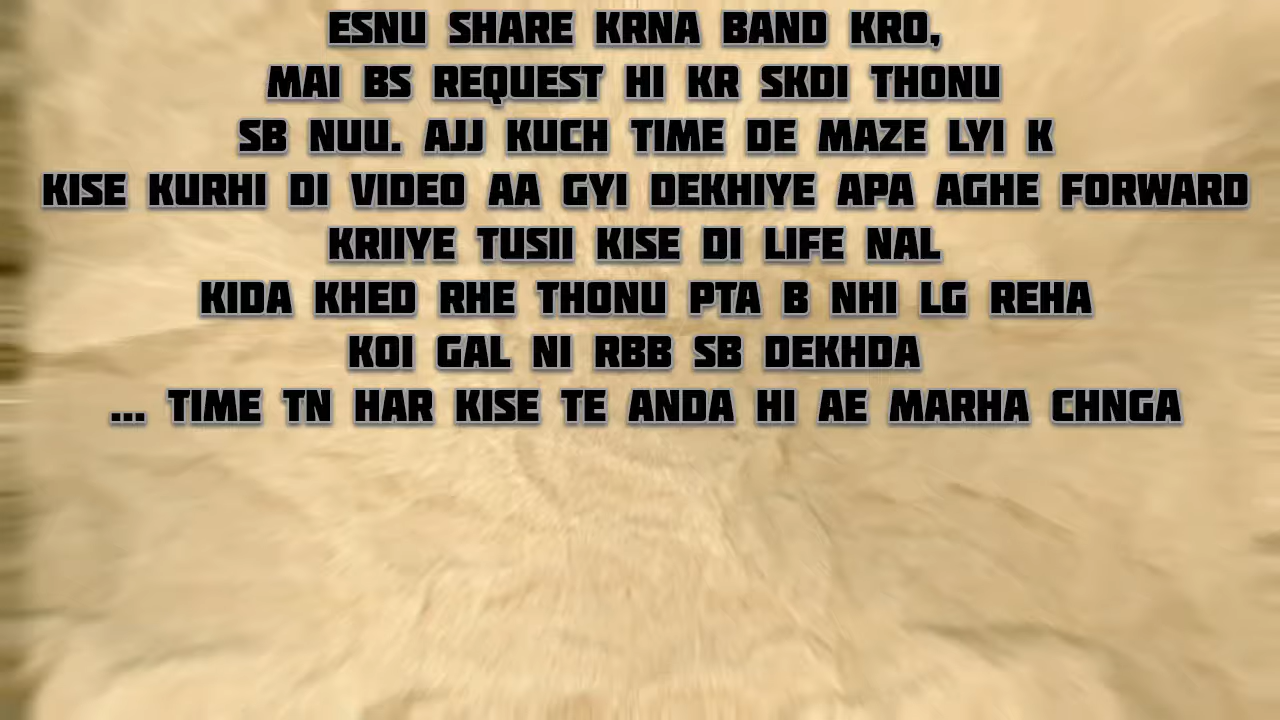 ESNU SHARE KRNA BAND KRO,
MAI BS REQUEST HI KR SKDI THONU
SB NUU. AJJ KUCH TIME DE MAZE LYI K
KISE KURHI DI VIDEO AA GYI DEKHIYE APA AGHE FORWARD
KRIIYE TUSII KISE DI LIFE NAL
KIDA KHED RHE THONU PTA B NHI LG REHA
KOI GAL NI RBB SB DEKHDA
... TIME TN HAR KISE TE ANDA HI AE MARHA CHNGA